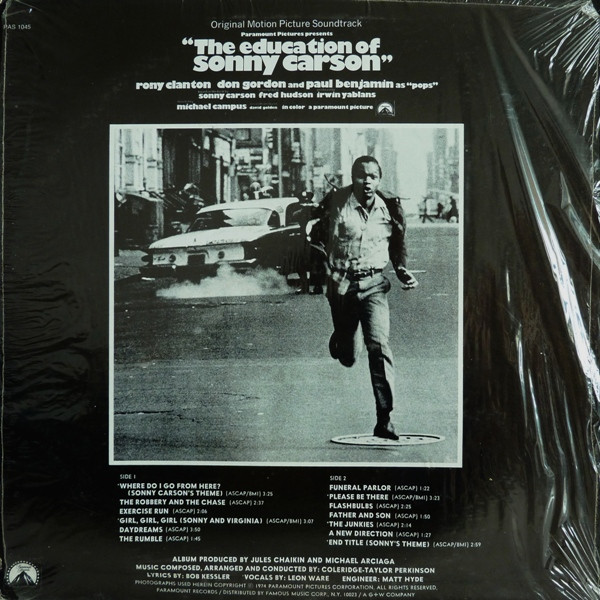 PAS 1045
Original Motion Picture Soundtrack
Paramount Pictures presents
"The education of
sonny carson"
rony clanton don gordon and paul benjamin as "pops"
sonny carson fred hudson irwin yablans
michael campus david golden in color a paramount picture
SIDE 1
'WHERE DO I GO FROM HERE?
(SONNY CARSON'S THEME) [ASCAP/BMI] 3:25
THE ROBBERY AND THE CHASE [ASCAP] 2:37
EXERCISE RUN [ASCAP] 2:06
'GIRL, GIRL, GIRL (SONNY AND VIRGINIA) [ASCAP/BMI] 3:07
DAYDREAMS [ASCAP] 3:50
THE RUMBLE [ASCAP] 1:45
SIDE 2
FUNERAL PARLOR [ASCAP] 1:22
'PLEASE BE THERE [ASCAP/BMI] 3:23
FLASHBULBS [ASCAP] 2:25
FATHER AND SON [ASCAP] 1:50
'THE JUNKIES [ASCAP] 2:14
A NEW DIRECTION [ASCAP] 1:27
'END TITLE (SONNY'S THEME) [ASCAP/BMI] 2:59
ALBUM PRODUCED BY JULES CHAIKIN AND MICHAEL ARCIAGA
MUSIC COMPOSED, ARRANGED AND CONDUCTED BY: COLERIDGE-TAYLOR PERKINSON
LYRICS BY: BOB KESSLER 'VOCALS BY: LEON WARE ENGINEER: MATT HYDE
PHOTOGRAPHS USED HEREIN COPYRIGHT © 1974 PARAMOUNT PICTURES CORPORATION. ALL RIGHTS RESERVED.
PARAMOUNT RECORDS / DISTRIBUTED BY FAMOUS MUSIC CORP., N.Y. 10023 / A G+W COMPANY